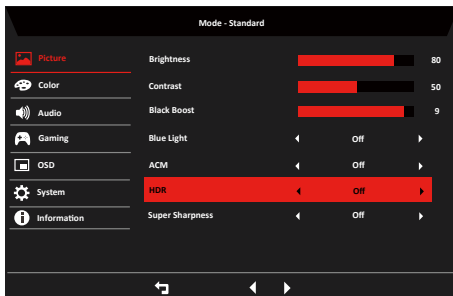 Mode - Standard
Picture
Brightness 80
Color
Contrast 50
Audio
Black Boost 9
Gaming
Blue Light Off
OSD
ACM Off
System
HDR Off
Information
Super Sharpness Off